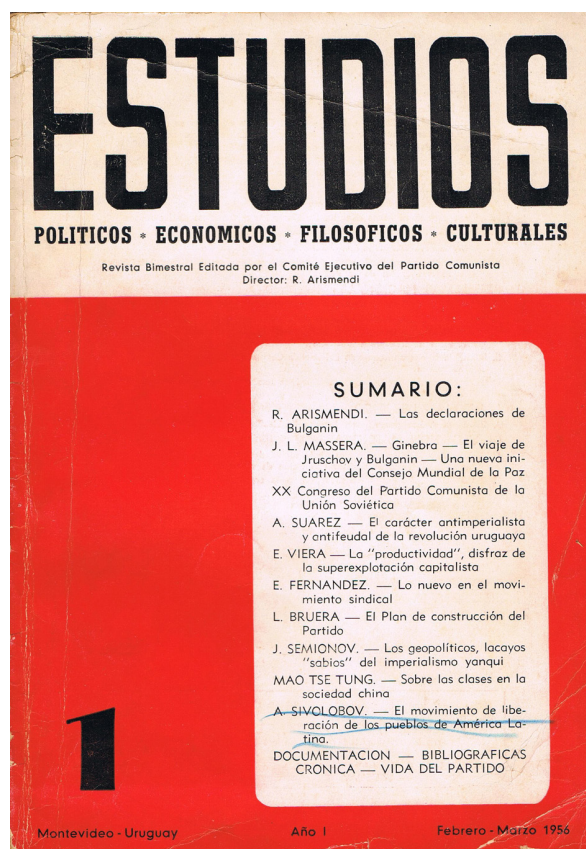 ESTUDIOS
POLITICOS * ECONOMICOS * FILOSOFICOS * CULTURALES
Revista Bimestral Editada por el Comité Ejecutivo del Partido Comunista
Director: R. Arismendi
SUMARIO:
R. ARISMENDI. — Las declaraciones de
Bulganin
J. L. MASSERA. — Ginebra — El viaje de
Jruschov y Bulganin — Una nueva ini-
ciativa del Consejo Mundial de la Paz
XX Congreso del Partido Comunista de la
Unión Soviética
A. SUAREZ — El carácter antimperialista
y antifeudal de la revolución uruguaya
E. VIERA — La "productividad", disfraz de
la superexplotación capitalista
E. FERNANDEZ. — Lo nuevo en el movi-
miento sindical
L. BRUERA — El Plan de construcción del
Partido
J. SEMIONOV. — Los geopolíticos, lacayos
"sabios" del imperialismo yanqui
MAO TSE TUNG. — Sobre las clases en la
sociedad china
A. SIVOLOBOV. — El movimiento de libe-
ración de los pueblos de América La-
tina.
DOCUMENTACION — BIBLIOGRAFICAS
CRONICA — VIDA DEL PARTIDO
1
Montevideo - Uruguay Año I Febrero - Marzo 1956